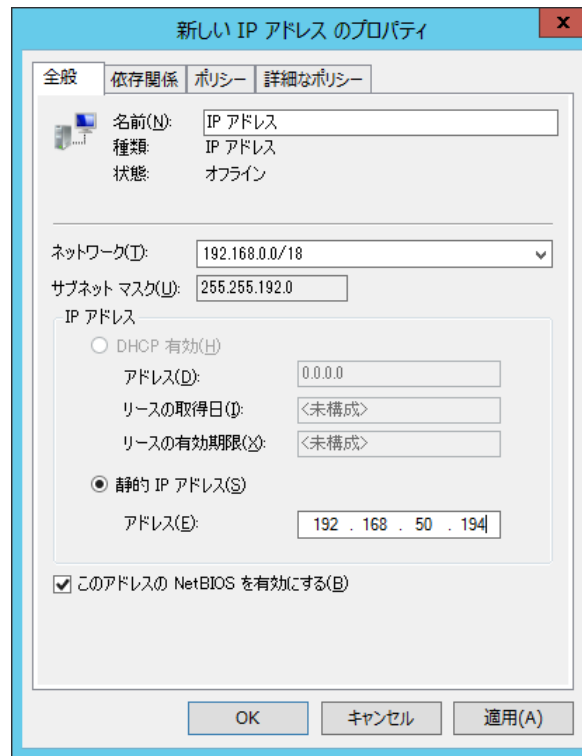 新しい IP アドレス のプロパティ
x
全般 依存関係 ポリシー 詳細なポリシー
名前(N): IP アドレス
種類: IP アドレス
状態: オフライン
ネットワーク(T): 192.168.0.0/18
サブネット マスク(U): 255.255.192.0
IP アドレス
DHCP 有効(H)
アドレス(D): 0.0.0.0
リースの取得日(I): <未構成>
リースの有効期限(X): <未構成>
静的 IP アドレス(S)
アドレス(E): 192 . 168 . 50 . 194
このアドレスの NetBIOS を有効にする(B)
OK キャンセル 適用(A)